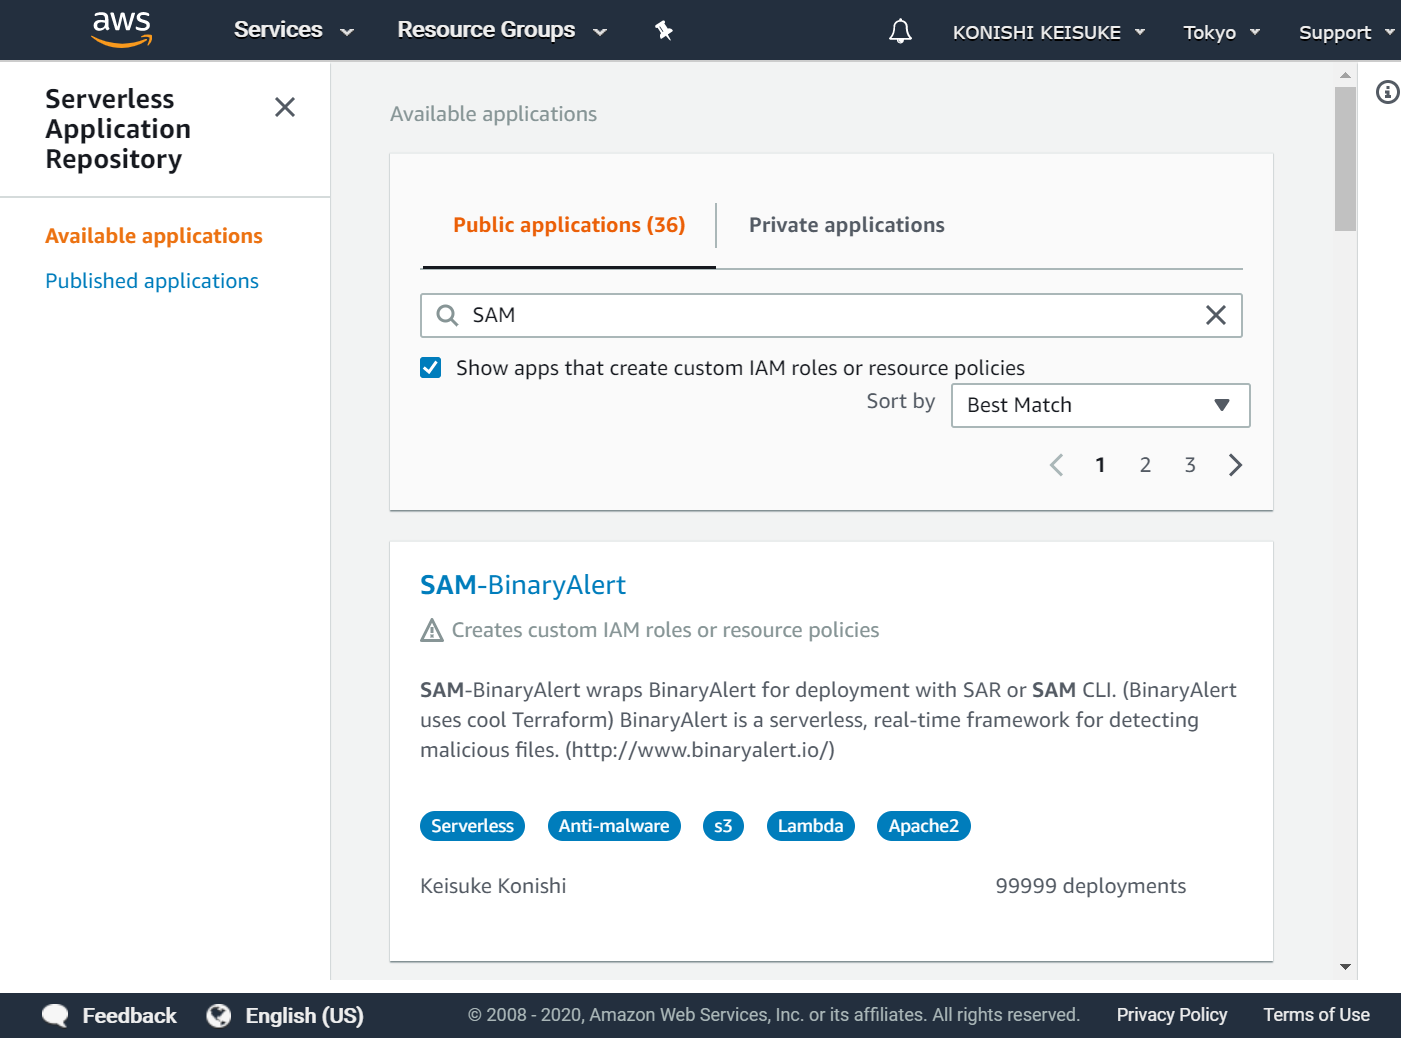 aws
Services
Resource Groups
KONISHI KEISUKE
Tokyo
Support
Serverless
Application
Repository
Available applications
Published applications
Available applications
Public applications (36)
Private applications
SAM
Show apps that create custom IAM roles or resource policies
Sort by
Best Match
1 2 3
SAM-BinaryAlert
Creates custom IAM roles or resource policies
SAM-BinaryAlert wraps BinaryAlert for deployment with SAR or SAM CLI. (BinaryAlert
uses cool Terraform) BinaryAlert is a serverless, real-time framework for detecting
malicious files. (http://www.binaryalert.io/)
Serverless Anti-malware s3 Lambda Apache2
Keisuke Konishi
99999 deployments
Feedback
English (US)
© 2008 - 2020, Amazon Web Services, Inc. or its affiliates. All rights reserved.
Privacy Policy
Terms of Use